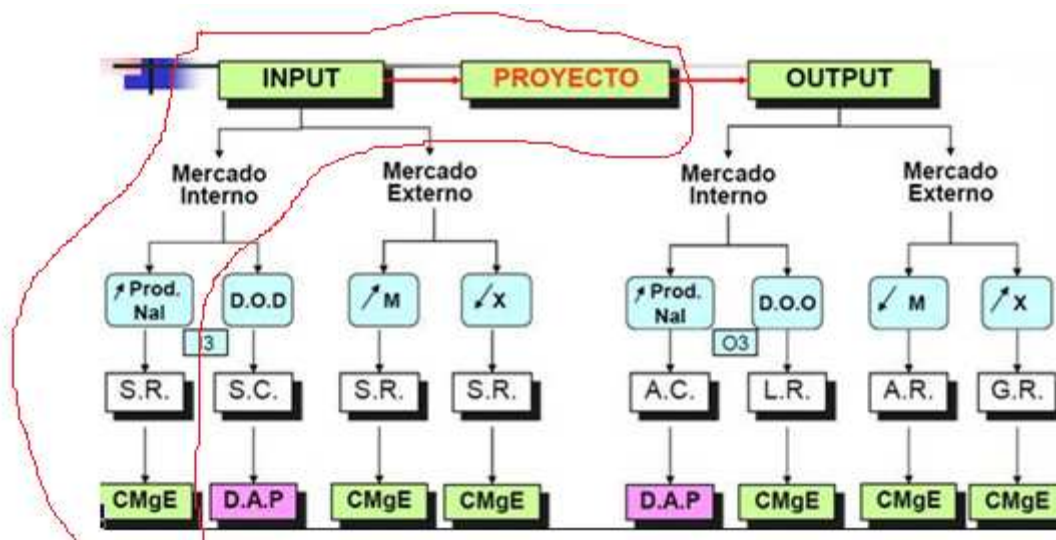 INPUT
PROYECTO
OUTPUT
Mercado
Interno
Mercado
Externo
Mercado
Interno
Mercado
Externo
Prod.
Nal
D.O.D
M
X
Prod.
Nal
D.O.O
M
X
3
O3
S.R.
S.C.
S.R.
S.R.
A.C.
L.R.
A.R.
G.R.
CMgE
D.A.P
CMgE
CMgE
D.A.P
CMgE
CMgE
CMgE